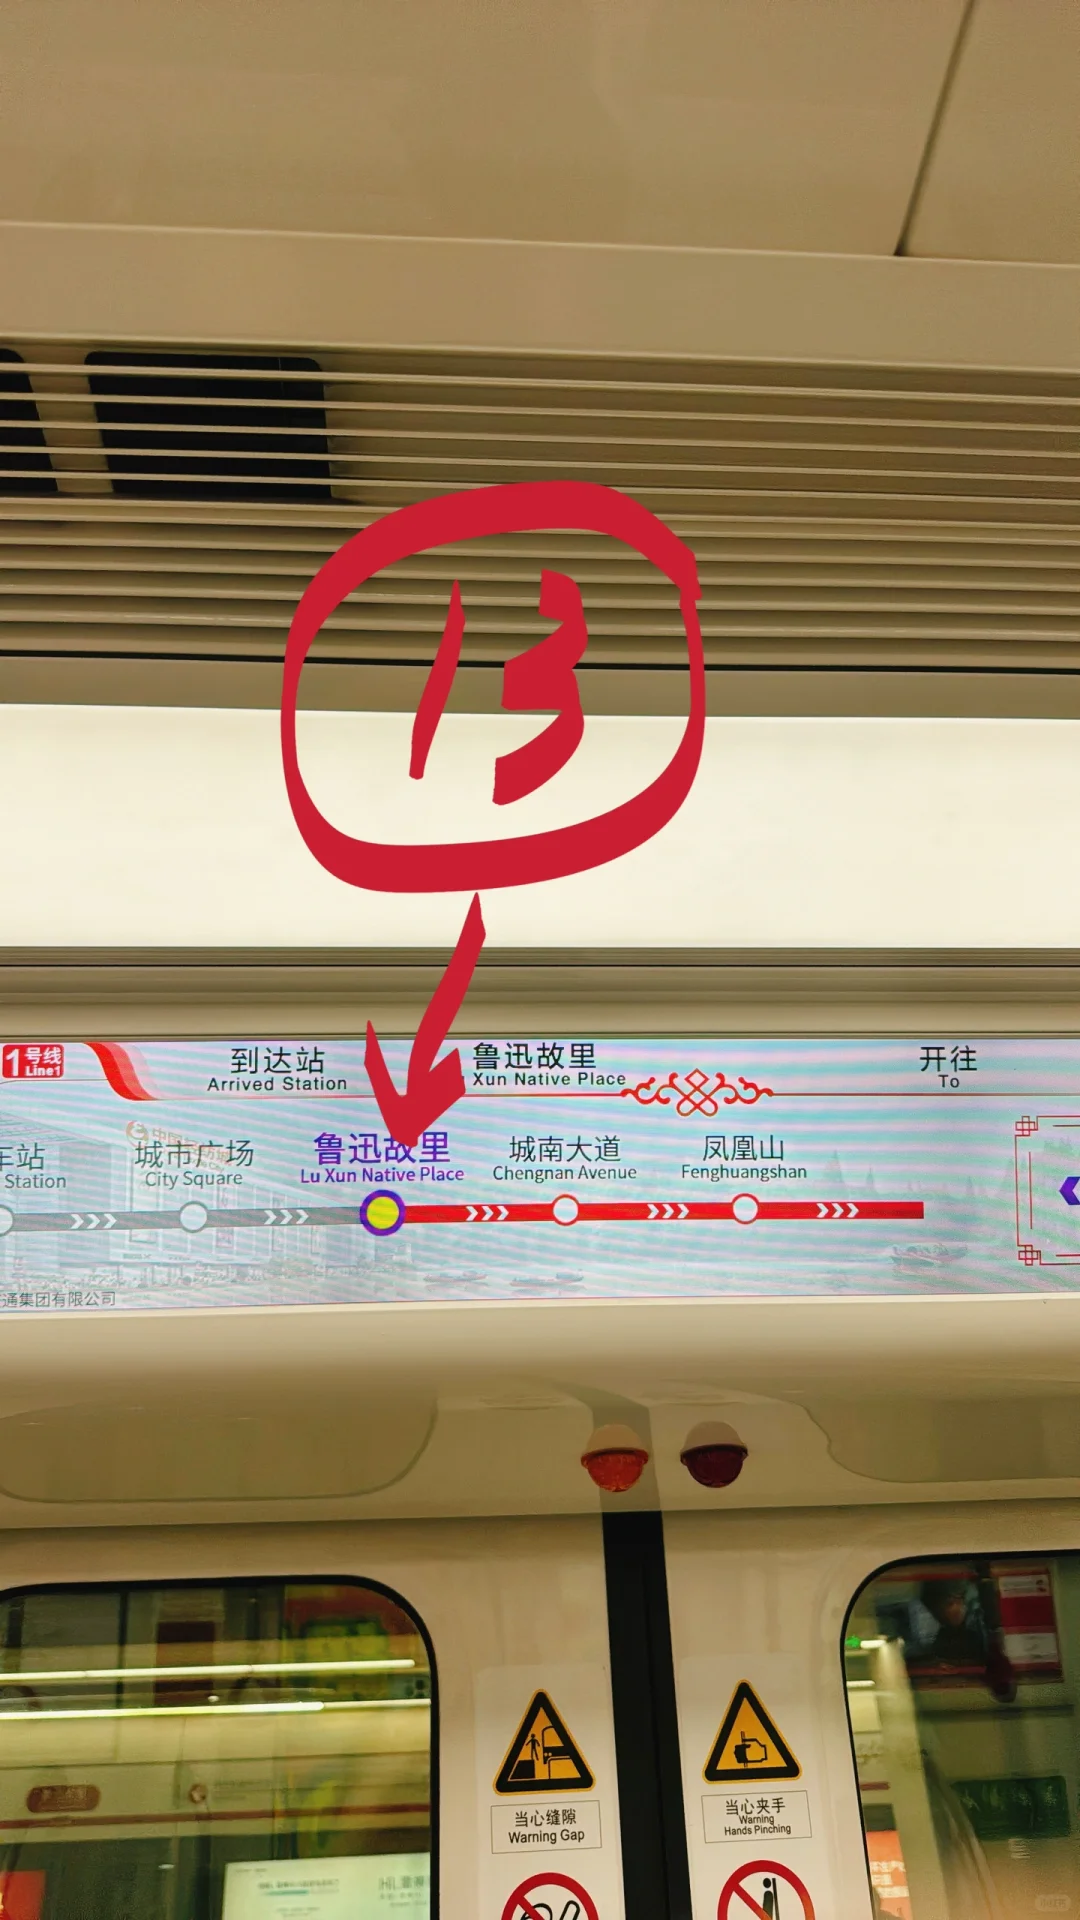 13
1号线
Line1
到达站
Arrived Station
鲁迅故里
Xun Native Place
开往
To
车站
Station
城市广场
City Square
鲁迅故里
Lu Xun Native Place
城南大道
Chengnan Avenue
凤凰山
Fenghuangshan
通集团有限公司
当心缝隙
Warning Gap
当心夹手
Warning
Hands Pinching